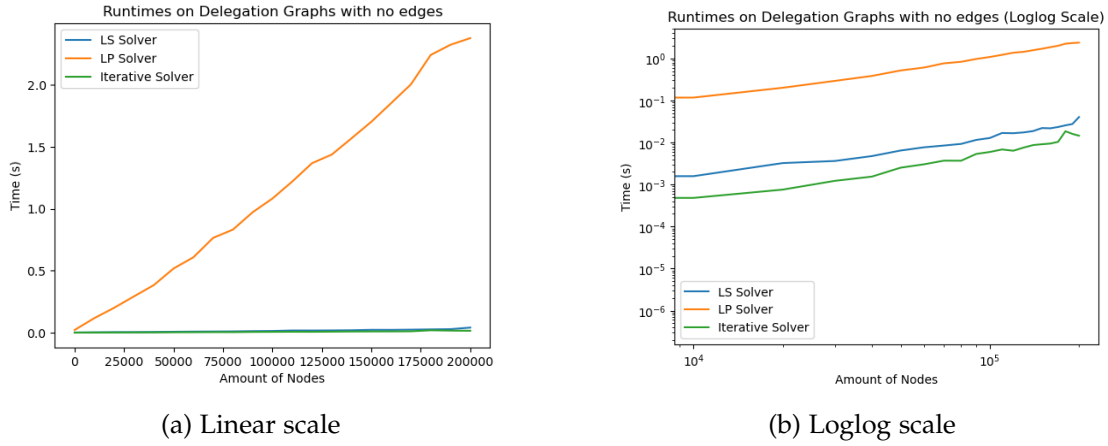 Runtimes on Delegation Graphs with no edges
LS Solver
LP Solver
Iterative Solver
2.0
1.5
1.0
0.5
0.0
Time (s)
0
25000
50000
75000
100000
125000
150000
175000
200000
Amount of Nodes
(a) Linear scale
Runtimes on Delegation Graphs with no edges (Loglog Scale)
10⁰
10⁻¹
10⁻²
10⁻³
10⁻⁴
10⁻⁵
10⁻⁶
Time (s)
LS Solver
LP Solver
Iterative Solver
10⁴
10⁵
Amount of Nodes
(b) Loglog scale